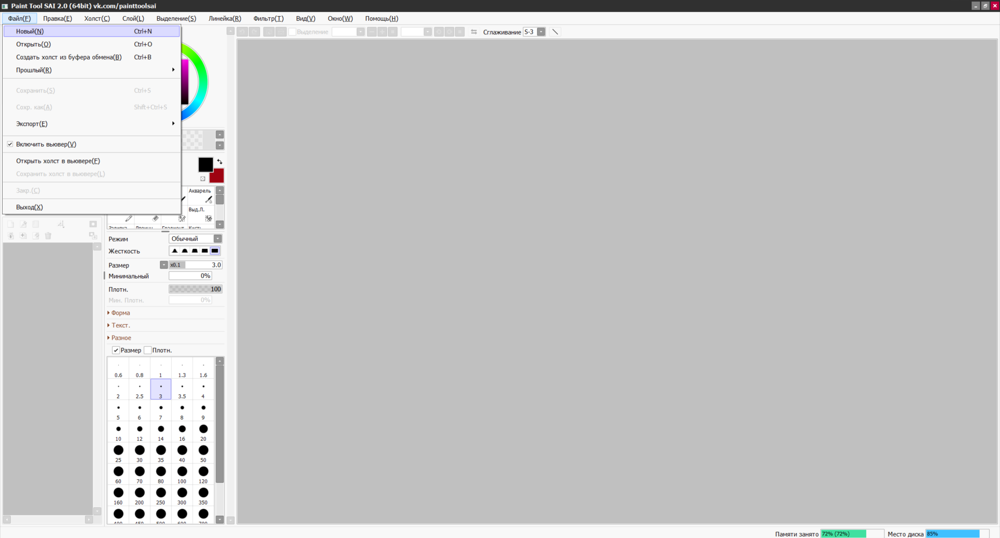 Paint Tool SAI 2.0 (64bit) vk.com/painttoolsai
Файл(F) Правка(E) Холст(C) Слой(L) Выделение(S) Линейка(R) Фильтр(T) Вид(V) Окно(W) Помощь(H)
Выделение Сглаживание S-3
Новый(N) Ctrl+N
Открыть(O) Ctrl+O
Создать холст из буфера обмена(B) Ctrl+B
Прошлый(R)
Сохранить(S) Ctrl+S
Сохр. как(A) Shift+Ctrl+S
Экспорт(E)
Включить вьювер(V)
Открыть холст в вьювере(F)
Сохранить холст в вьювере(L)
Закр.(C)
Выход(X)
Акварель
Выд.Л.
Заливка Градиент Кисть
Режим Обычный
Жесткость
Размер x0.1 3.0
Минимальный 0%
Плотн. 100
Мин. Плотн. 0%
Форма
Текст.
Разное
Размер Плотн.
0.6 0.8 1 1.3 1.6
2 2.5 3 3.5 4
5 6 7 8 9
10 12 14 16 20
25 30 35 40 50
60 70 80 100 120
160 200 250 300 350
400 450 500 600 700
Памяти занято 72% (72%) Место диска 85%